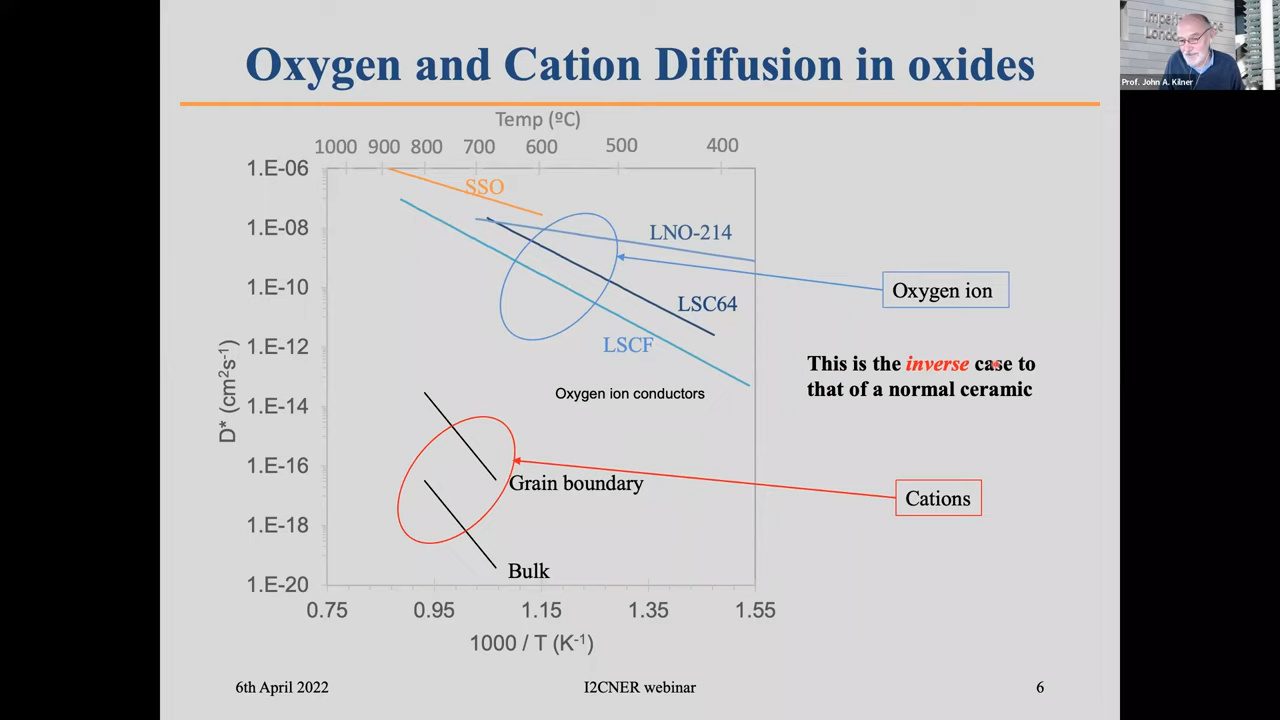 Oxygen and Cation Diffusion in oxides
Prof. John A. Kilner
Temp (ºC)
1000 900 800 700 600 500 400
1.E-06
1.E-08
1.E-10
1.E-12
1.E-14
1.E-16
1.E-18
1.E-20
D* (cm²s⁻¹)
SSO
LNO-214
LSC64
LSCF
Oxygen ion conductors
Grain boundary
Bulk
0.75 0.95 1.15 1.35 1.55
1000 / T (K⁻¹)
Oxygen ion
This is the inverse case to
that of a normal ceramic
Cations
6th April 2022
I2CNER webinar
6